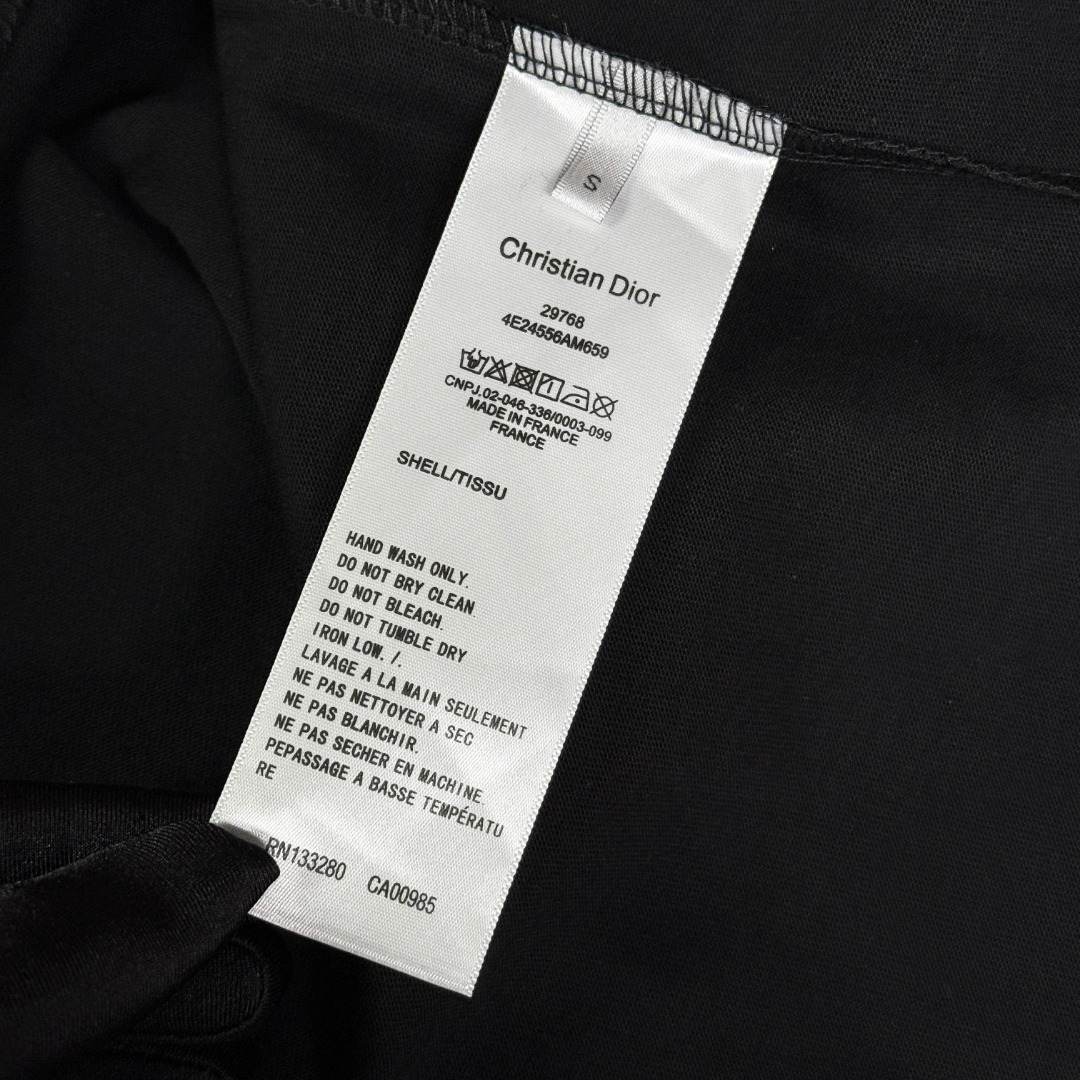 S
Christian Dior
29768
4E24556AM659
CNPJ.02-046-336/0003-099
MADE IN FRANCE
FRANCE
SHELL/TISSU
HAND WASH ONLY.
DO NOT BRY CLEAN.
DO NOT BLEACH.
DO NOT TUMBLE DRY
IRON LOW. /.
LAVAGE A LA MAIN SEULEMENT
NE PAS NETTOYER A SEC
NE PAS BLANCHIR.
NE PAS SECHER EN MACHINE.
PEPASSAGE A BASSE TEMPÉRATU
RE
RN133280 CA00985